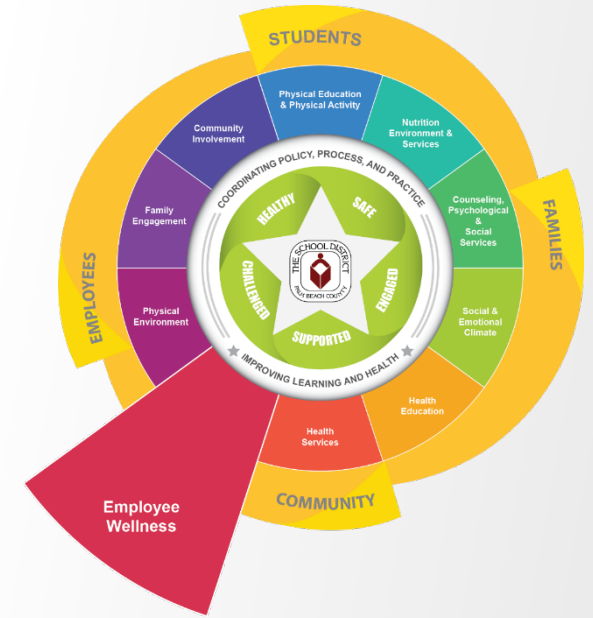 STUDENTS
Physical Education
& Physical Activity
Nutrition
Environment &
Services
Counseling,
Psychological
&
Social
Services
FAMILIES
Social &
Emotional
Climate
Health
Education
Health
Services
COMMUNITY
Employee
Wellness
Physical
Environment
EMPLOYEES
Family
Engagement
Community
Involvement
COORDINATING POLICY, PROCESS, AND PRACTICE
IMPROVING LEARNING AND HEALTH
HEALTHY
SAFE
ENGAGED
SUPPORTED
CHALLENGED
THE SCHOOL DISTRICT
PALM BEACH COUNTY